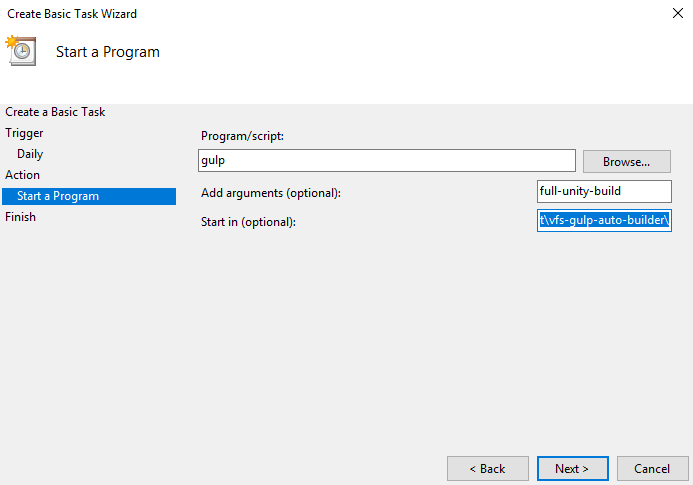 Create Basic Task Wizard
Start a Program
Create a Basic Task
Trigger
Daily
Action
Start a Program
Finish
Program/script:
gulp
Browse...
Add arguments (optional):
full-unity-build
Start in (optional):
t\vfs-gulp-auto-builder\
< Back
Next >
Cancel